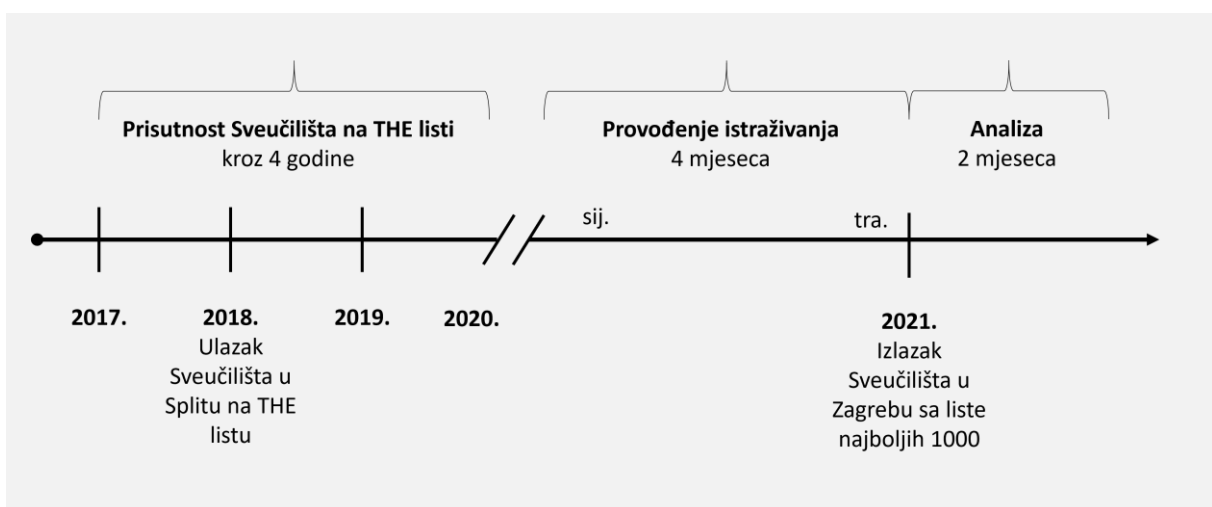 Prisutnost Sveučilišta na THE listi
kroz 4 godine
Provođenje istraživanja
4 mjeseca
Analiza
2 mjeseca
sij.
tra.
2017.
2018.
Ulazak
Sveučilišta u
Splitu na THE
listu
2019.
2020.
2021.
Izlazak
Sveučilišta u
Zagrebu sa liste
najboljih 1000